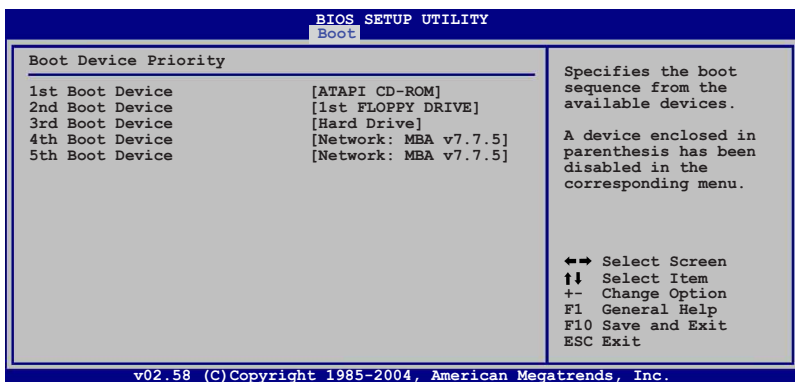 BIOS SETUP UTILITY
Boot
Boot Device Priority
1st Boot Device [ATAPI CD-ROM]
2nd Boot Device [1st FLOPPY DRIVE]
3rd Boot Device [Hard Drive]
4th Boot Device [Network: MBA v7.7.5]
5th Boot Device [Network: MBA v7.7.5]
Specifies the boot
sequence from the
available devices.
A device enclosed in
parenthesis has been
disabled in the
corresponding menu.
Select Screen
Select Item
+- Change Option
F1 General Help
F10 Save and Exit
ESC Exit
v02.58 (C)Copyright 1985-2004, American Megatrends, Inc.